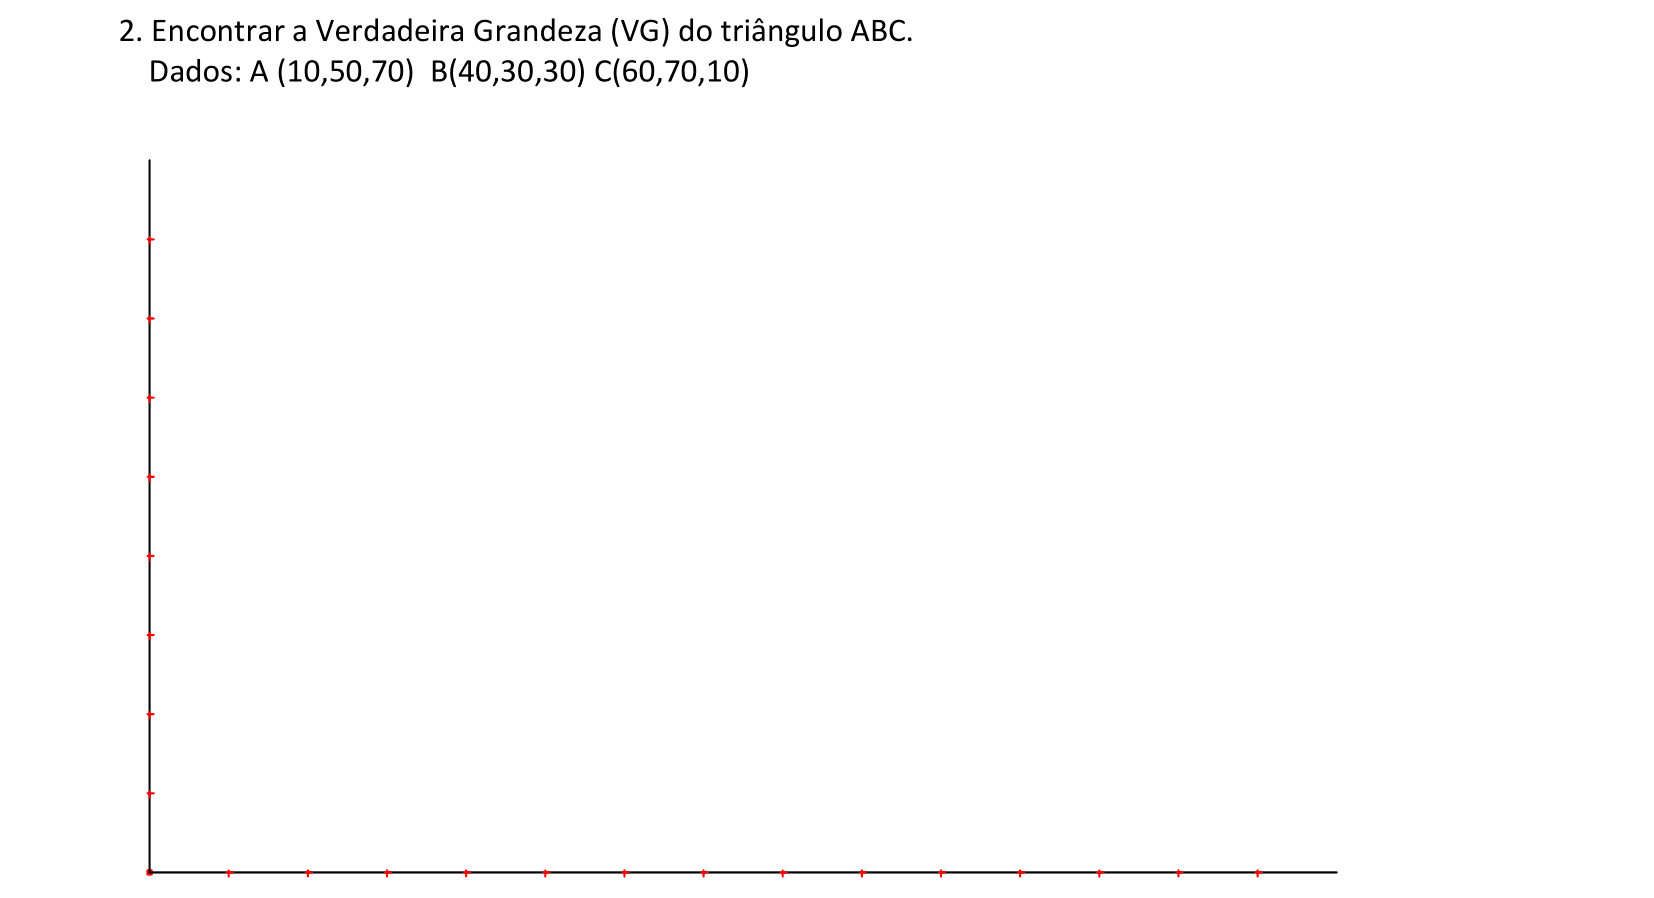 2. Encontrar a Verdadeira Grandeza (VG) do triângulo ABC.
Dados: A (10,50,70)  B(40,30,30) C(60,70,10)